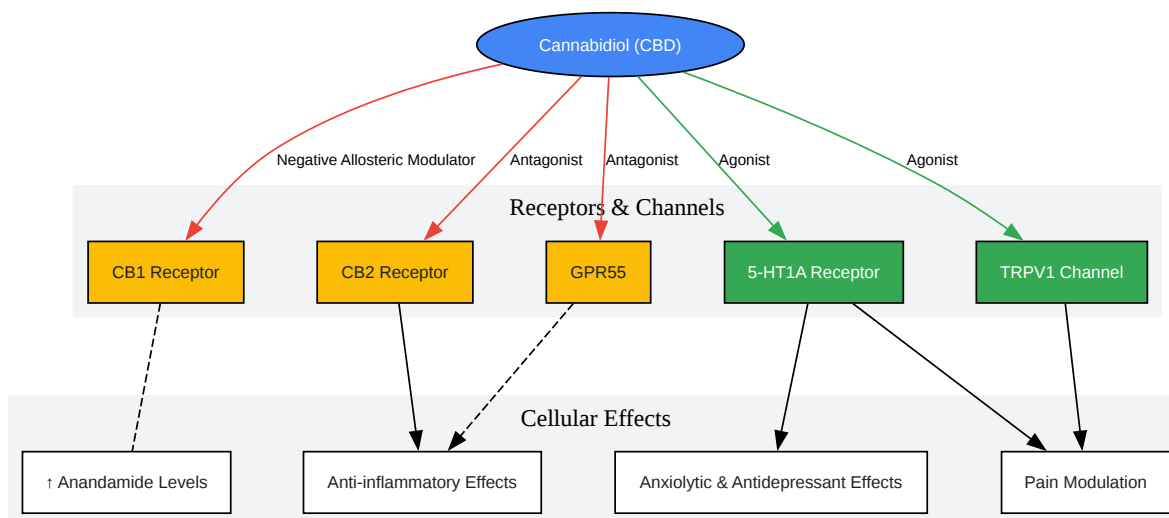 Cannabidiol (CBD)
Negative Allosteric Modulator
Antagonist
Antagonist
Agonist
Agonist
Receptors & Channels
CB1 Receptor
CB2 Receptor
GPR55
5-HT1A Receptor
TRPV1 Channel
Cellular Effects
↑ Anandamide Levels
Anti-inflammatory Effects
Anxiolytic & Antidepressant Effects
Pain Modulation